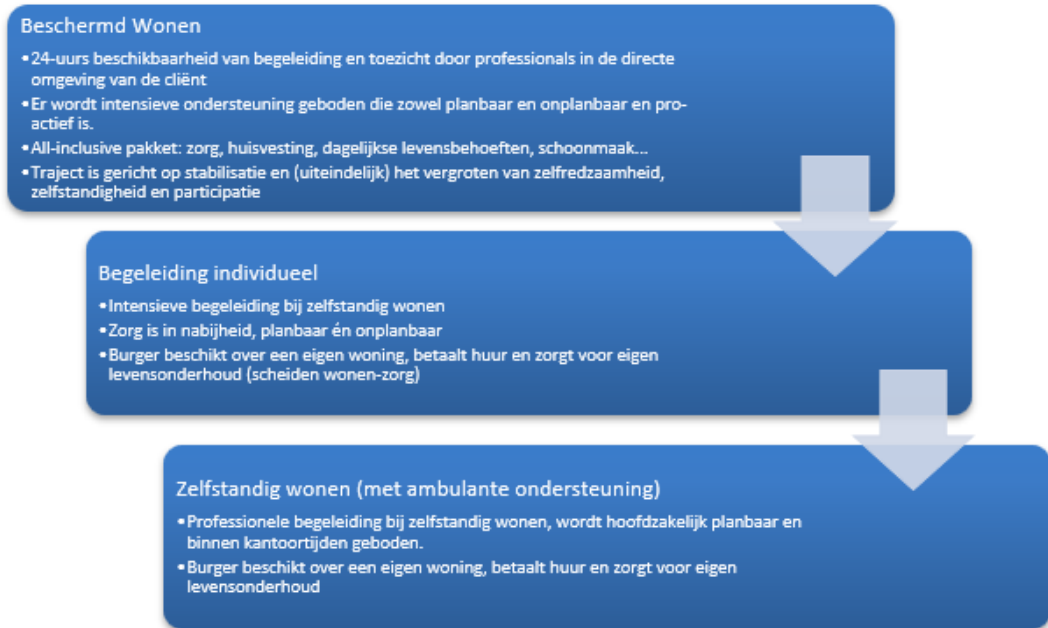 Beschermd Wonen
•24-uurs beschikbaarheid van begeleiding en toezicht door professionals in de directe
omgeving van de cliënt
•Er wordt intensieve ondersteuning geboden die zowel planbaar en onplanbaar en pro-
actief is.
•All-inclusive pakket: zorg, huisvesting, dagelijkse levensbehoeften, schoonmaak...
•Traject is gericht op stabilisatie en (uiteindelijk) het vergroten van zelfredzaamheid,
zelfstandigheid en participatie
Begeleiding individueel
•Intensieve begeleiding bij zelfstandig wonen
•Zorg is in nabijheid, planbaar én onplanbaar
•Burger beschikt over een eigen woning, betaalt huur en zorgt voor eigen
levensonderhoud (scheiden wonen-zorg)
Zelfstandig wonen (met ambulante ondersteuning)
•Professionele begeleiding bij zelfstandig wonen, wordt hoofdzakelijk planbaar en
binnen kantoortijden geboden.
•Burger beschikt over een eigen woning, betaalt huur en zorgt voor eigen
levensonderhoud